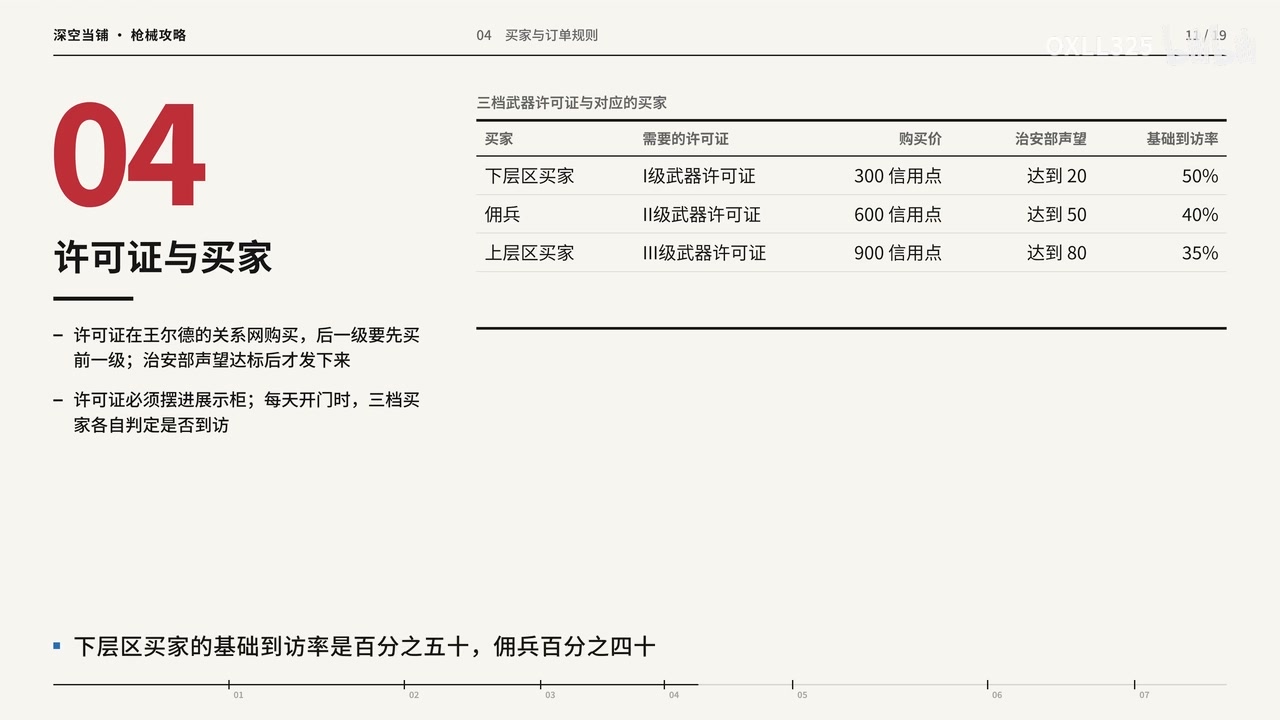 深空当铺 · 枪械攻略
04 买家与订单规则
11 / 19
QXLL325
04
许可证与买家
– 许可证在王尔德的关系网购买，后一级要先买
前一级；治安部声望达标后才发下来
– 许可证必须摆进展示柜；每天开门时，三档买
家各自判定是否到访
三档武器许可证与对应的买家
买家 需要的许可证 购买价 治安部声望 基础到访率
下层区买家 I级武器许可证 300 信用点 达到 20 50%
佣兵 II级武器许可证 600 信用点 达到 50 40%
上层区买家 III级武器许可证 900 信用点 达到 80 35%
下层区买家的基础到访率是百分之五十，佣兵百分之四十
01 02 03 04 05 06 07